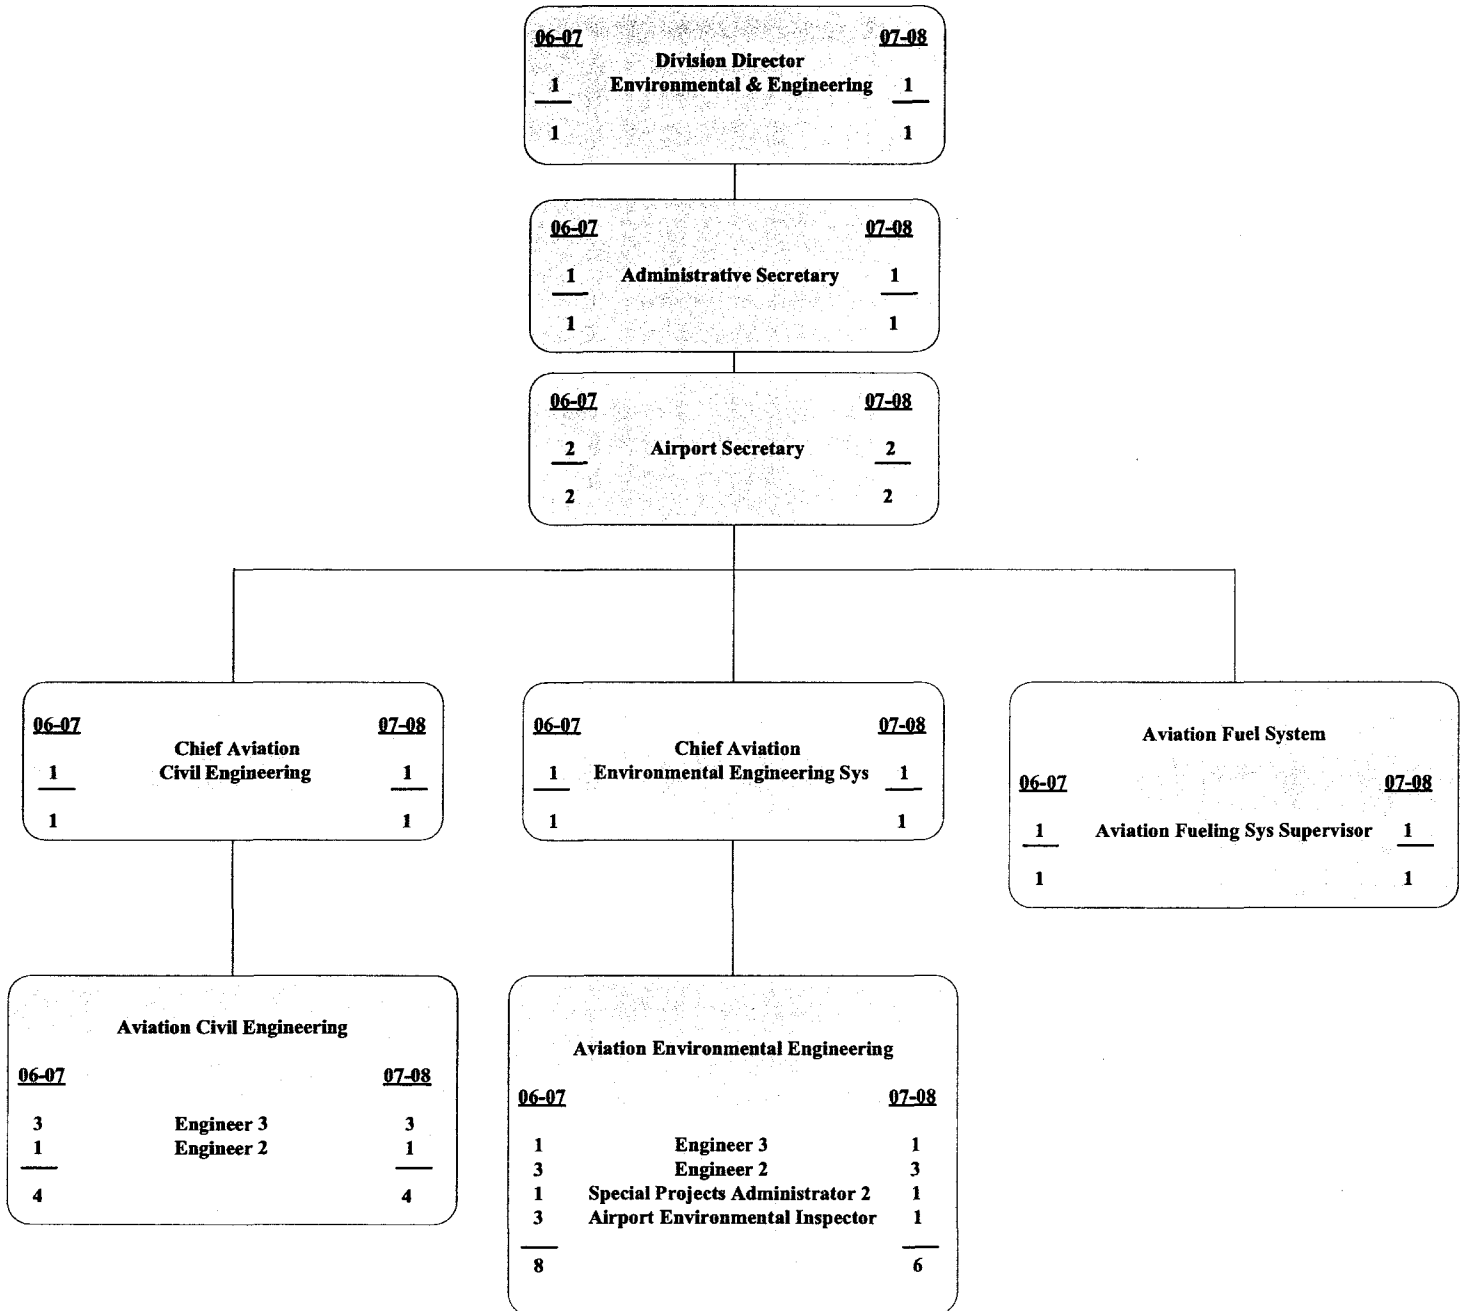 06-07 07-08
Division Director
1 Environmental & Engineering 1
1 1
06-07 07-08
1 Administrative Secretary 1
1 1
06-07 07-08
2 Airport Secretary 2
2 2
06-07 07-08
Chief Aviation
1 Civil Engineering 1
1 1
06-07 07-08
Chief Aviation
1 Environmental Engineering Sys 1
1 1
Aviation Fuel System
06-07 07-08
1 Aviation Fueling Sys Supervisor 1
1 1
Aviation Civil Engineering
06-07 07-08
3 Engineer 3 3
1 Engineer 2 1
4 4
Aviation Environmental Engineering
06-07 07-08
1 Engineer 3 1
3 Engineer 2 3
1 Special Projects Administrator 2 1
3 Airport Environmental Inspector 1
8 6